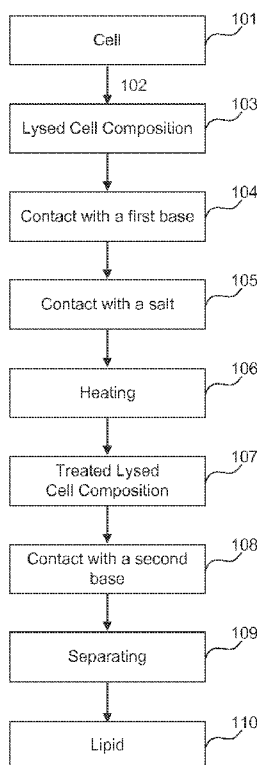 101
Cell
102
103
Lysed Cell Composition
104
Contact with a first base
105
Contact with a salt
106
Heating
107
Treated Lysed
Cell Composition
108
Contact with a second
base
109
Separating
110
Lipid